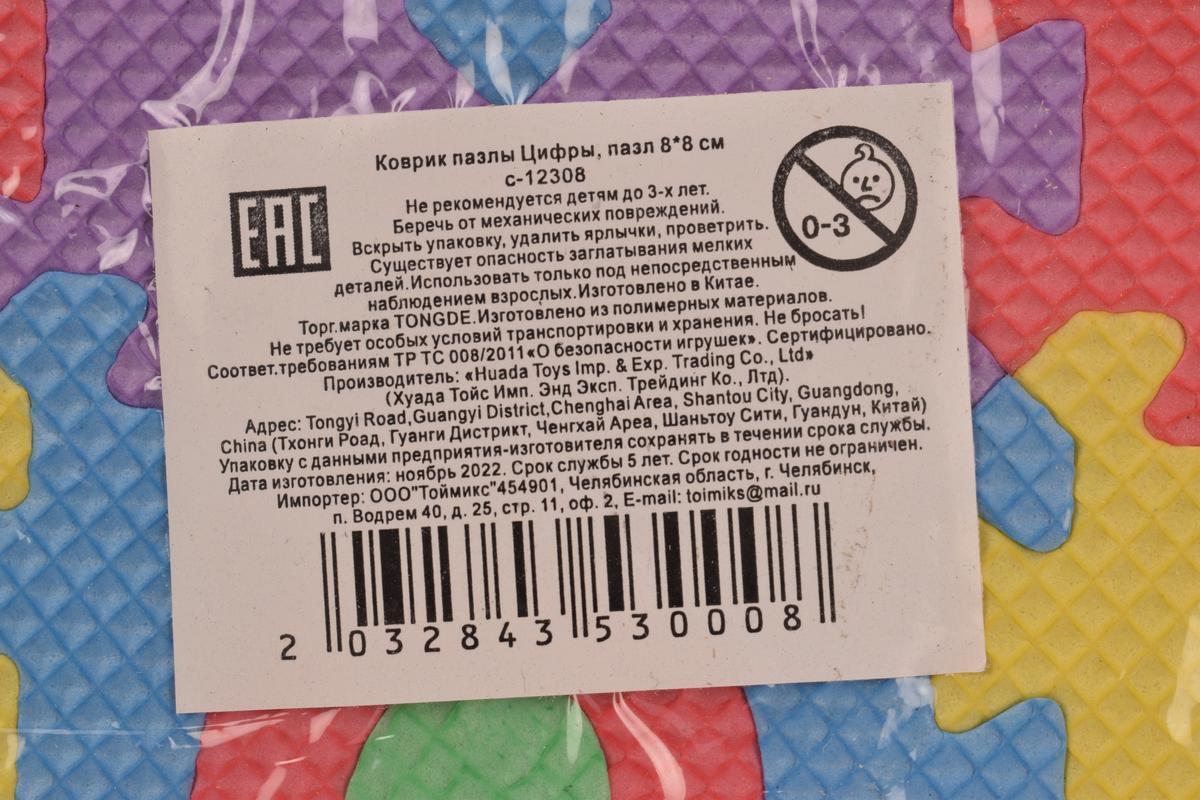 Коврик пазлы Цифры, пазл 8*8 см
с-12308
EAC
0-3
Не рекомендуется детям до 3-х лет.
Беречь от механических повреждений.
Вскрыть упаковку, удалить ярлычки, проветрить.
Существует опасность заглатывания мелких
деталей.Использовать только под непосредственным
наблюдением взрослых.Изготовлено в Китае.
Торг.марка TONGDE.Изготовлено из полимерных материалов.
Не требует особых условий транспортировки и хранения. Не бросать!
Соответ.требованиям ТР ТС 008/2011«О безопасности игрушек». Сертифицировано.
Производитель: «Huada Toys Imp. & Exp. Trading Co., Ltd»
(Хуада Тойс Имп. Энд Эксп. Трейдинг Ко., Лтд).
Адрес: Tongyi Road,Guangyi District,Chenghai Area, Shantou City, Guangdong,
China (Тхонги Роад, Гуанги Дистрикт, Ченгхай Ареа, Шаньтоу Сити, Гуандун, Китай)
Упаковку с данными предприятия-изготовителя сохранять в течении срока службы.
Дата изготовления: ноябрь 2022. Срок службы 5 лет. Срок годности не ограничен.
Импортер: ООО"Тоймикс"454901, Челябинская область, г. Челябинск,
п. Водрем 40, д. 25, стр. 11, оф. 2, E-mail: toimiks@mail.ru
2 032843 530008